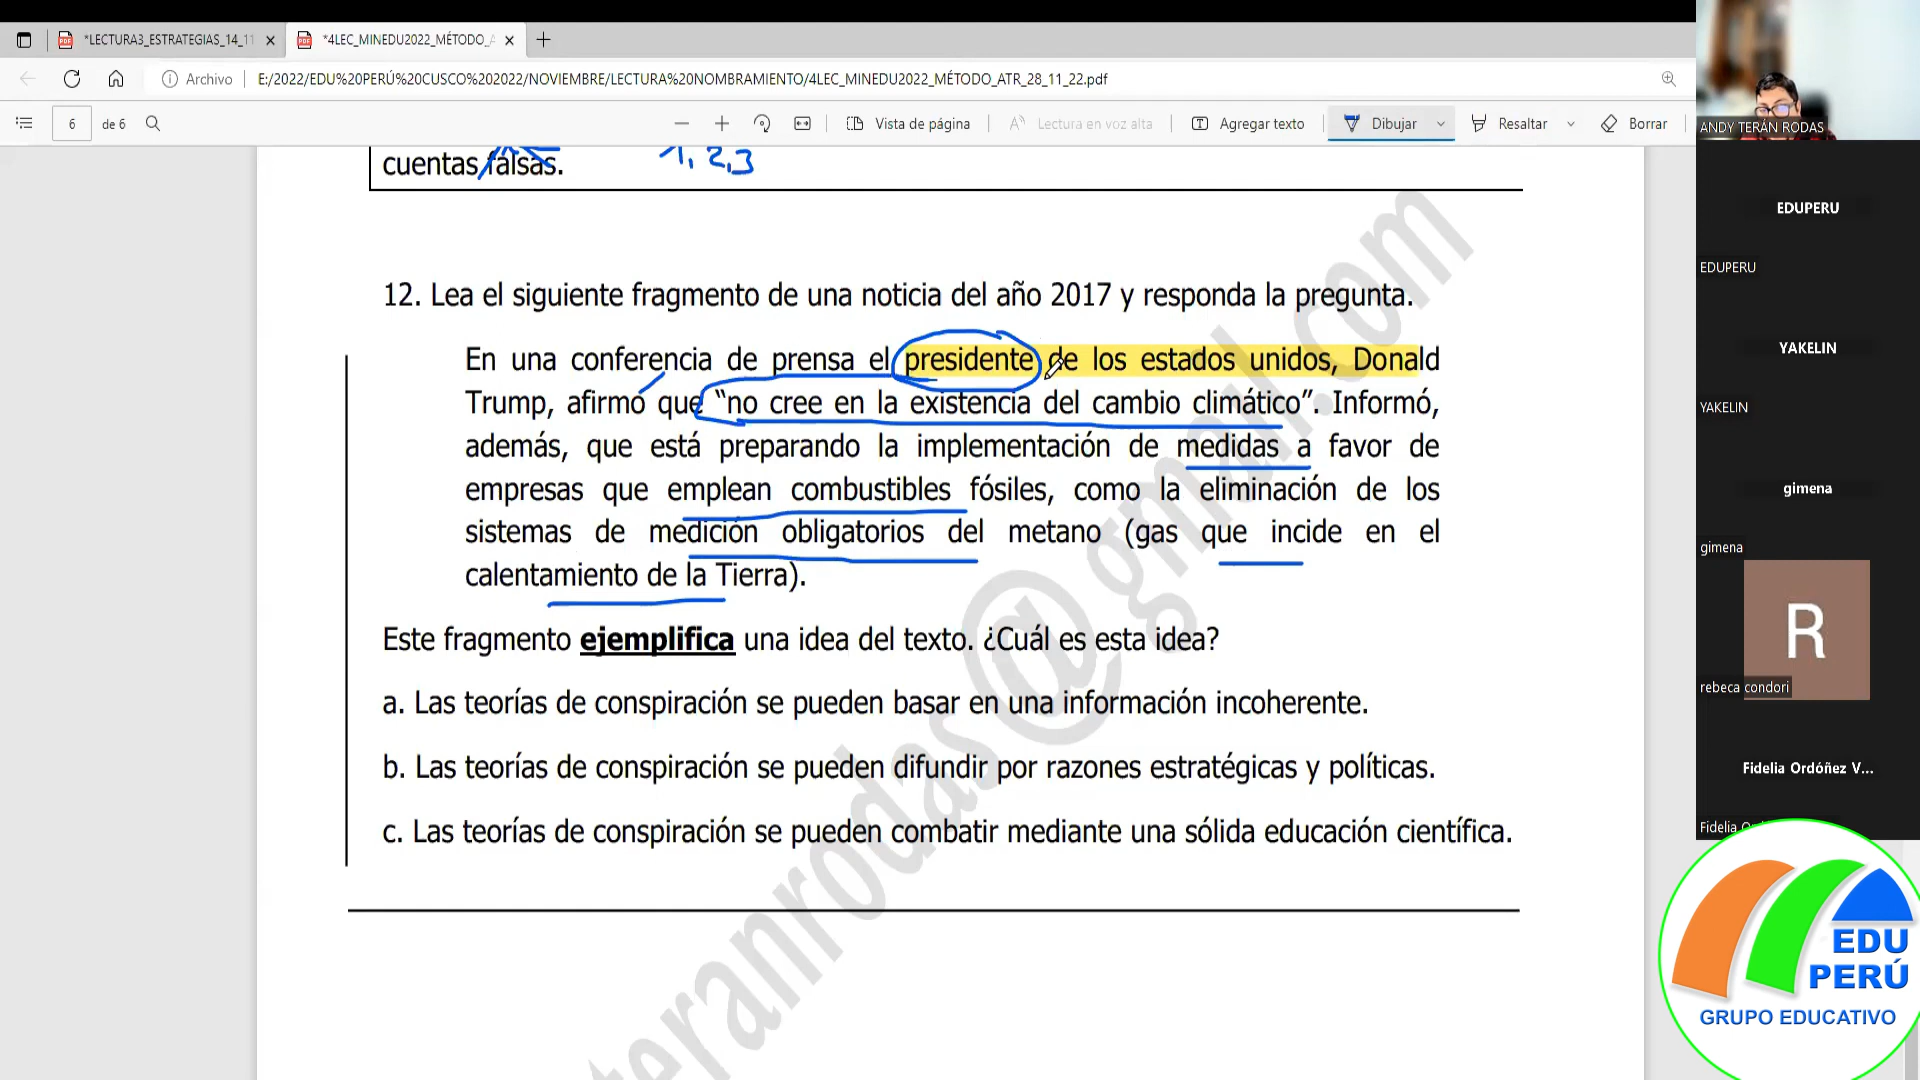 *LECTURA3_ESTRATEGIAS_14_11
*4LEC_MINEDU2022_MÉTODO_A
Archivo
E:/2022/EDU%20PERÚ%20CUSCO%202022/NOVIEMBRE/LECTURA%20NOMBRAMIENTO/4LEC_MINEDU2022_MÉTODO_ATR_28_11_22.pdf
6 de 6
Vista de página
Lectura en voz alta
Agregar texto
Dibujar
Resaltar
Borrar
cuentas falsas.
1, 2,3
12. Lea el siguiente fragmento de una noticia del año 2017 y responda la pregunta.
En una conferencia de prensa el presidente de los estados unidos, Donald
Trump, afirmó que “no cree en la existencia del cambio climático”. Informó,
además, que está preparando la implementación de medidas a favor de
empresas que emplean combustibles fósiles, como la eliminación de los
sistemas de medición obligatorios del metano (gas que incide en el
calentamiento de la Tierra).
Este fragmento ejemplifica una idea del texto. ¿Cuál es esta idea?
a. Las teorías de conspiración se pueden basar en una información incoherente.
b. Las teorías de conspiración se pueden difundir por razones estratégicas y políticas.
c. Las teorías de conspiración se pueden combatir mediante una sólida educación científica.
teranrodas@gmail.com
ANDY TERÁN RODAS
EDUPERU
EDUPERU
YAKELIN
YAKELIN
gimena
gimena
R
rebeca condori
Fidelia Ordóñez V...
Fidelia
EDU
PERÚ
GRUPO EDUCATIVO